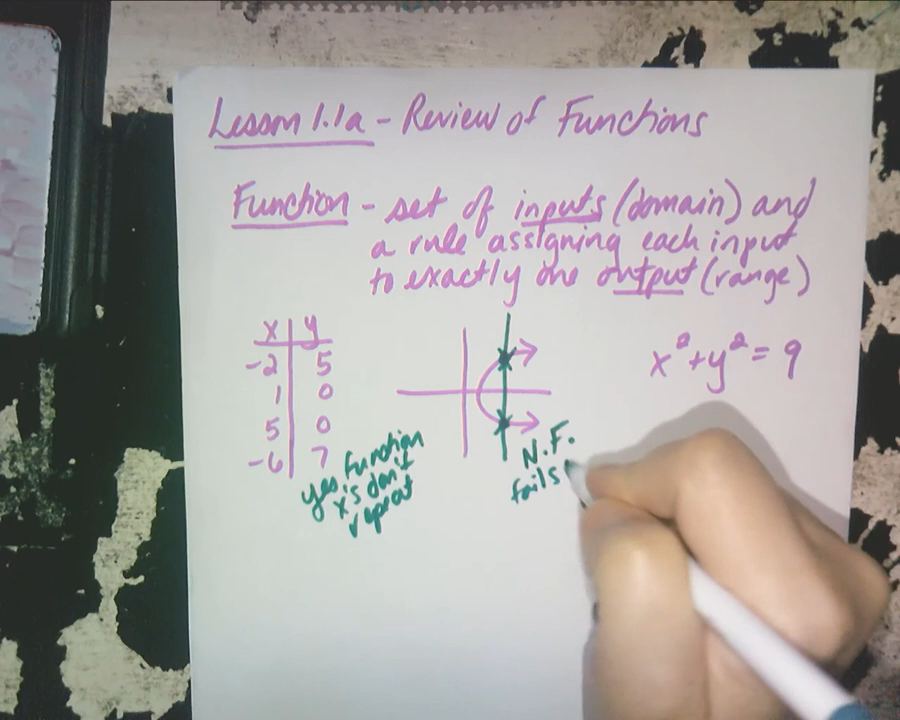 Lesson 1.1a - Review of Functions
Function - set of inputs (domain) and
a rule assigning each input
to exactly one output (range)
x y
-2 5
1 0
5 0
-6 7
yes function
x's don't
repeat
N.F.
fails
x²+y²=9